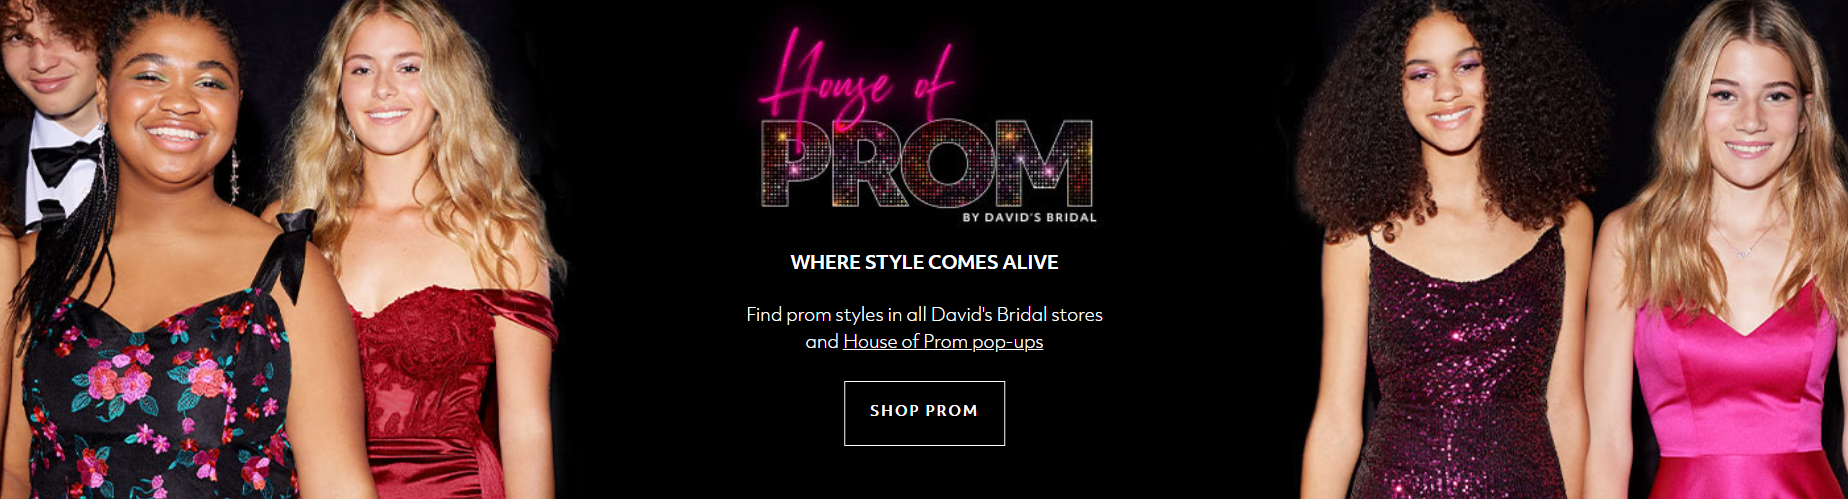 House of
PROM
BY DAVID'S BRIDAL
WHERE STYLE COMES ALIVE
Find prom styles in all David's Bridal stores
and House of Prom pop-ups
SHOP PROM